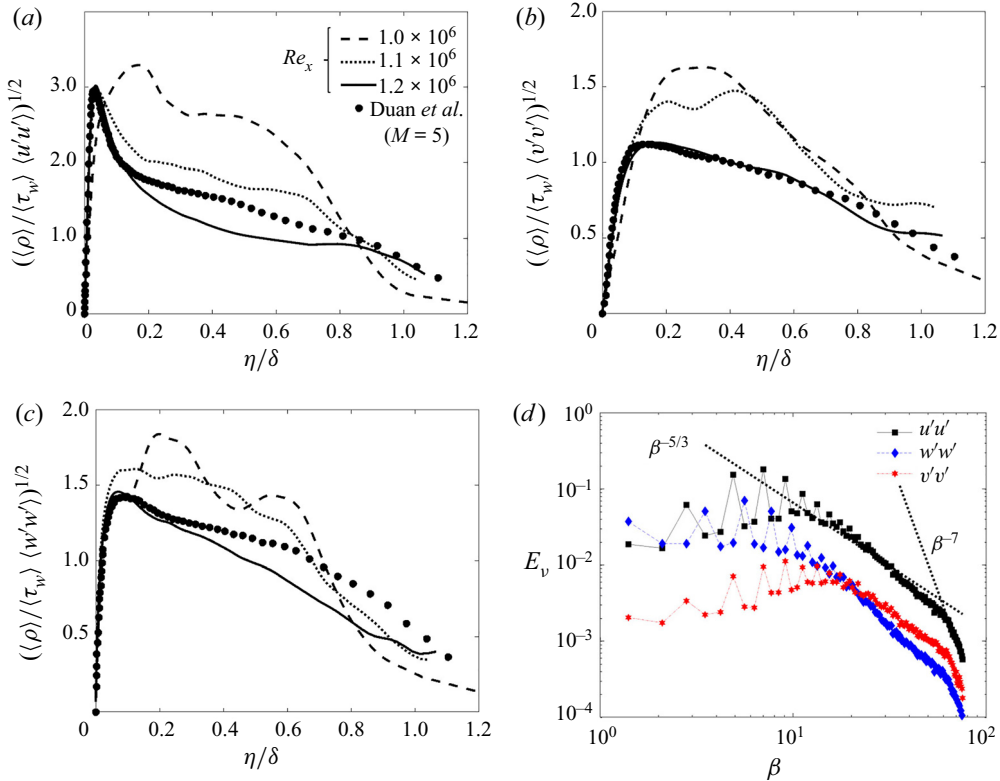 (a)
(⟨ρ⟩/⟨τw⟩ ⟨u′u′⟩)^1/2
3.0
2.0
1.0
0
0 0.2 0.4 0.6 0.8 1.0 1.2
η/δ
Rex
1.0 × 10^6
1.1 × 10^6
1.2 × 10^6
Duan et al.
(M = 5)
(b)
(⟨ρ⟩/⟨τw⟩ ⟨v′v′⟩)^1/2
2.0
1.5
1.0
0.5
0 0.2 0.4 0.6 0.8 1.0 1.2
η/δ
(c)
(⟨ρ⟩/⟨τw⟩ ⟨w′w′⟩)^1/2
2.0
1.5
1.0
0.5
0 0.2 0.4 0.6 0.8 1.0 1.2
η/δ
(d)
Eν
10^0
10^−1
10^−2
10^−3
10^−4
10^0 10^1 10^2
β
β^−5/3
β^−7
u′u′
w′w′
v′v′